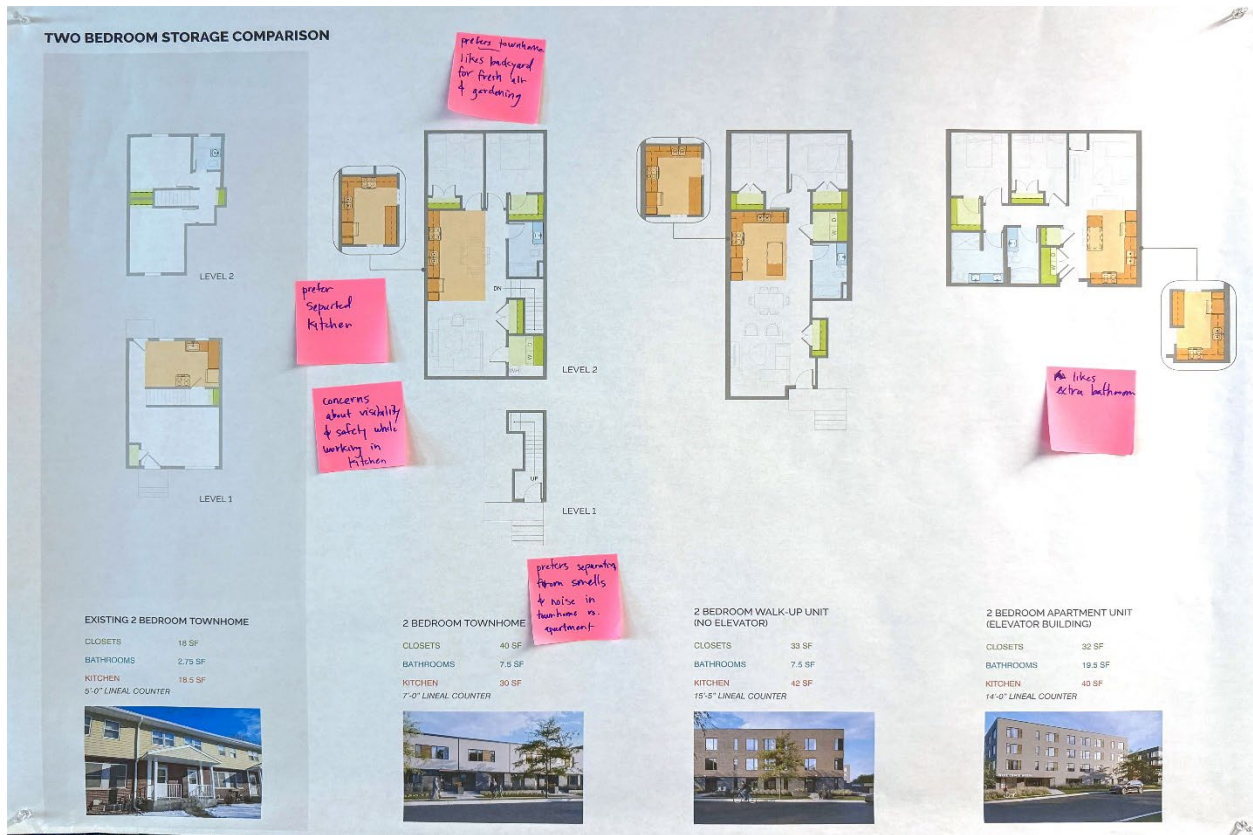 TWO BEDROOM STORAGE COMPARISON
prefers townhome
likes backyard
for fresh air
& gardening
LEVEL 2
prefer
seperted
kitchen
DN
LEVEL 2
concerns
about visibility
& safety while
working in
kitchen
likes
extra bathroom
LEVEL 1
UP
LEVEL 1
prefers separating
from smells
& noise in
townhome vs.
apartment
EXISTING 2 BEDROOM TOWNHOME
CLOSETS 18 SF
BATHROOMS 2.75 SF
KITCHEN 18.5 SF
5'-0" LINEAL COUNTER
2 BEDROOM TOWNHOME
CLOSETS 40 SF
BATHROOMS 7.5 SF
KITCHEN 30 SF
7'-0" LINEAL COUNTER
2 BEDROOM WALK-UP UNIT
(NO ELEVATOR)
CLOSETS 33 SF
BATHROOMS 7.5 SF
KITCHEN 42 SF
15'-5" LINEAL COUNTER
2 BEDROOM APARTMENT UNIT
(ELEVATOR BUILDING)
CLOSETS 32 SF
BATHROOMS 19.5 SF
KITCHEN 40 SF
14'-0" LINEAL COUNTER